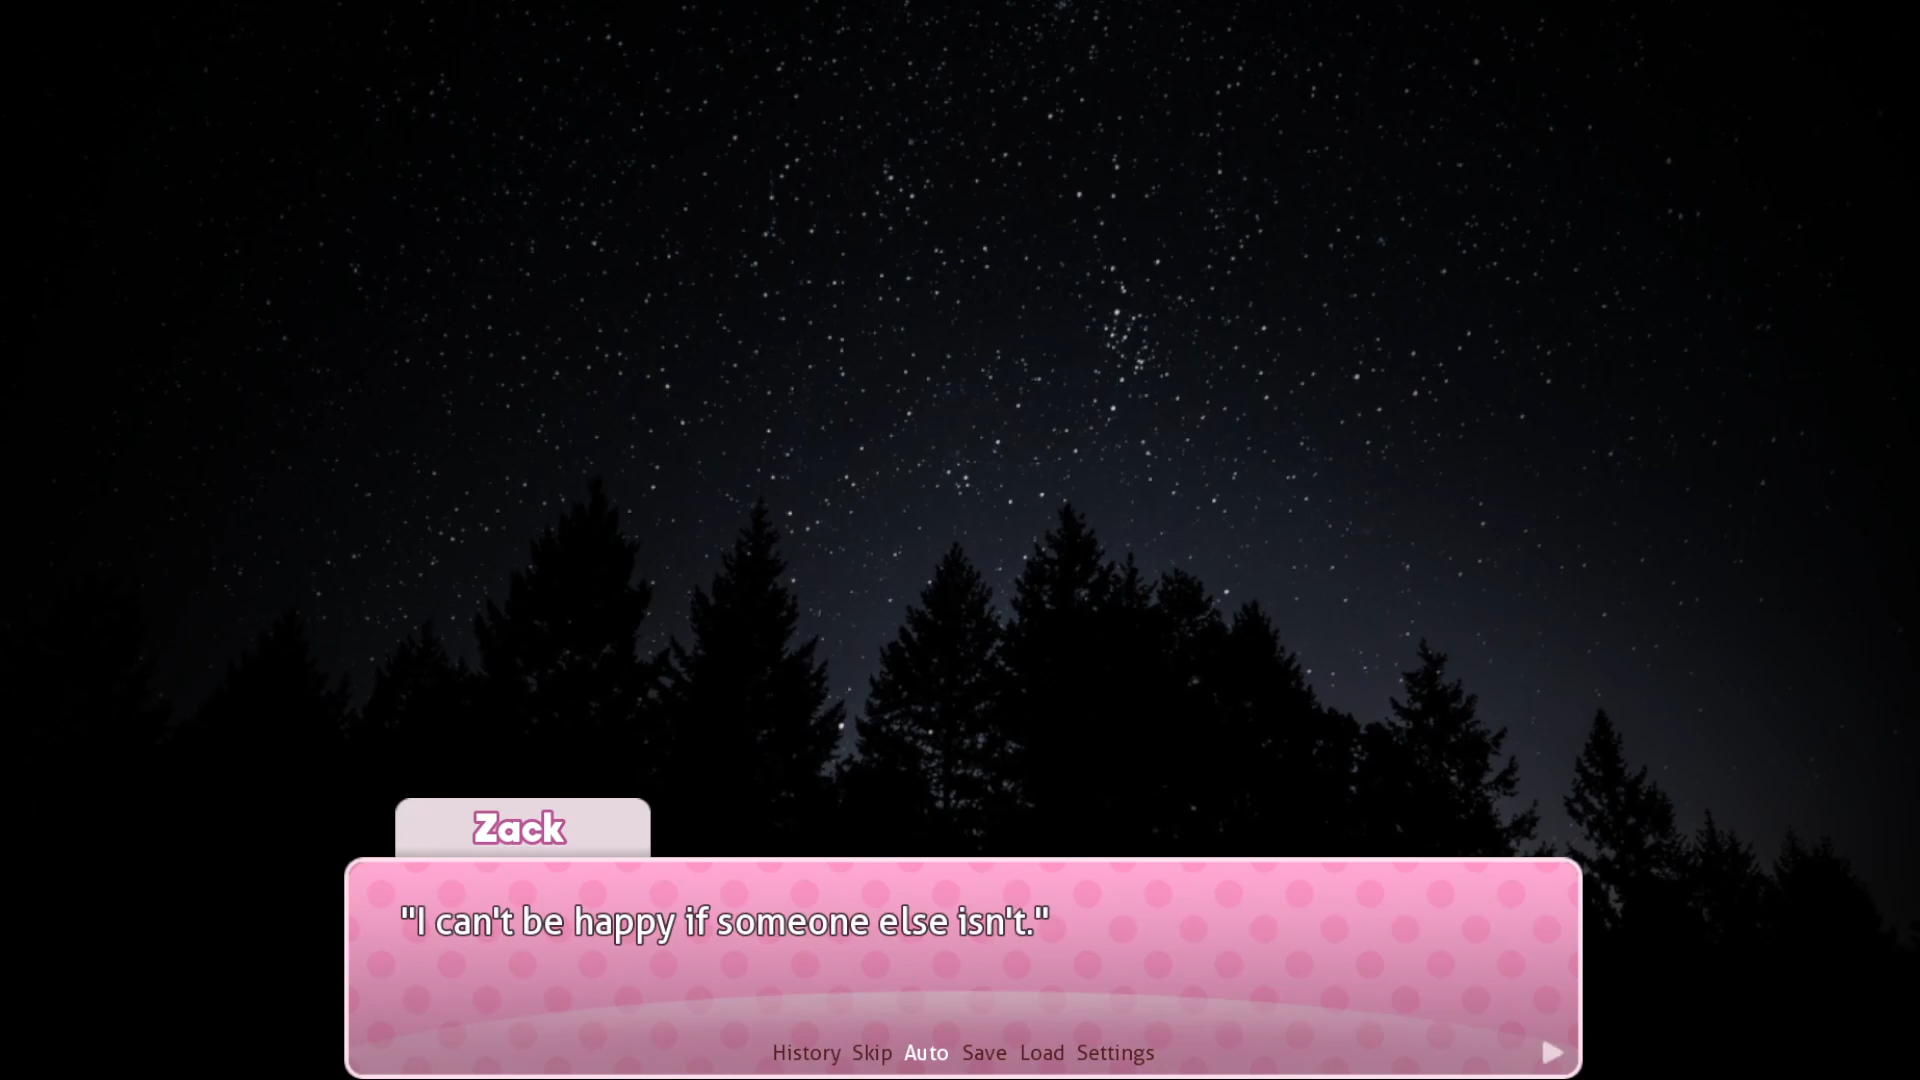 Zack
"I can't be happy if someone else isn't."
History Skip Auto Save Load Settings